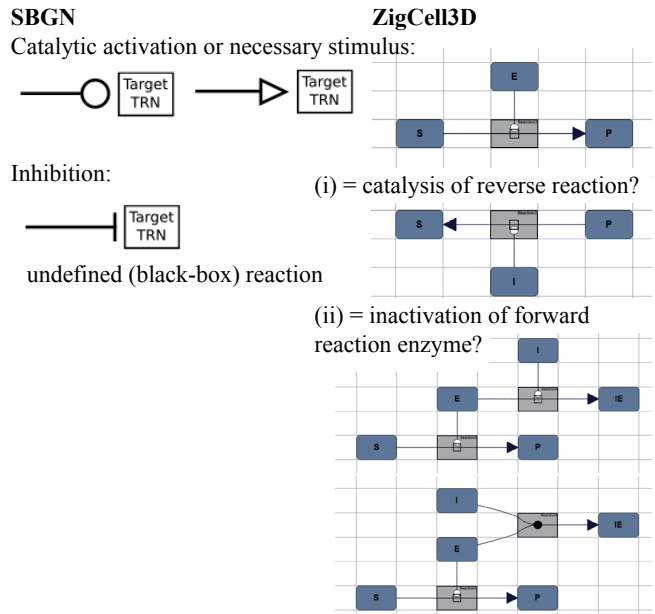 SBGN
ZigCell3D
Catalytic activation or necessary stimulus:
Target
TRN
Target
TRN
E
S
P
Inhibition:
(i) = catalysis of reverse reaction?
Target
TRN
S
P
I
undefined (black-box) reaction
(ii) = inactivation of forward
reaction enzyme?
I
E
IE
S
P
I
IE
E
S
P